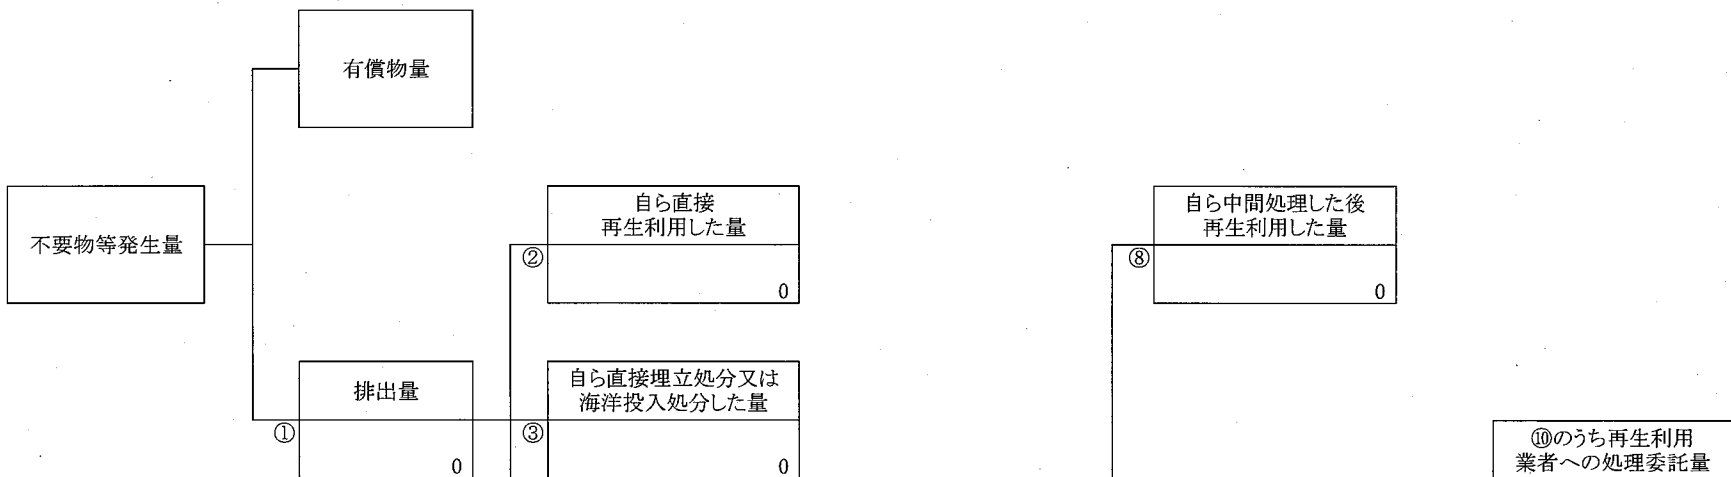 有償物量
不要物等発生量
自ら直接
再生利用した量
②
0
自ら中間処理した後
再生利用した量
⑧
0
排出量
①
0
自ら直接埋立処分又は
海洋投入処分した量
③
0
⑩のうち再生利用
業者への処理委託量